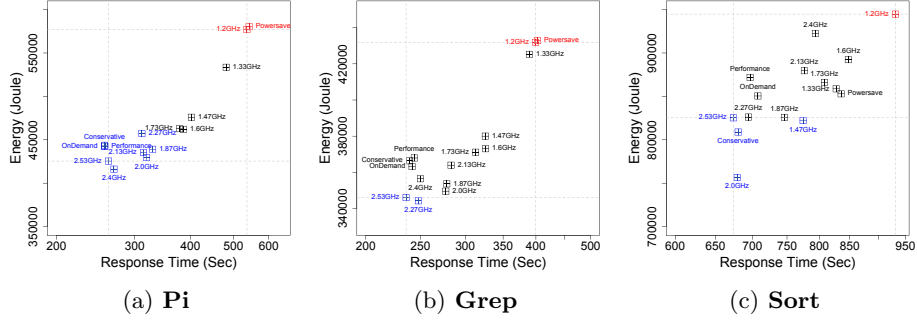 Energy (Joule)
550000
450000
350000
1.2GHz
Powersave
1.33GHz
1.47GHz
1.73GHz
1.6GHz
2.27GHz
Conservative
OnDemand
Performance
2.13GHz
1.87GHz
2.53GHz
2.0GHz
2.4GHz
200
300
400
500
600
Response Time (Sec)
(a) Pi
Energy (Joule)
420000
380000
340000
1.2GHz
Powersave
1.33GHz
1.47GHz
1.6GHz
1.73GHz
Performance
Conservative
OnDemand
2.13GHz
2.4GHz
1.87GHz
2.0GHz
2.53GHz
2.27GHz
200
250
300
350
400
500
Response Time (Sec)
(b) Grep
Energy (Joule)
900000
800000
700000
1.2GHz
2.4GHz
1.6GHz
2.13GHz
Performance
1.73GHz
OnDemand
1.33GHz
Powersave
2.27GHz
1.87GHz
2.53GHz
1.47GHz
Conservative
2.0GHz
600
650
700
750
800
850
950
Response Time (Sec)
(c) Sort